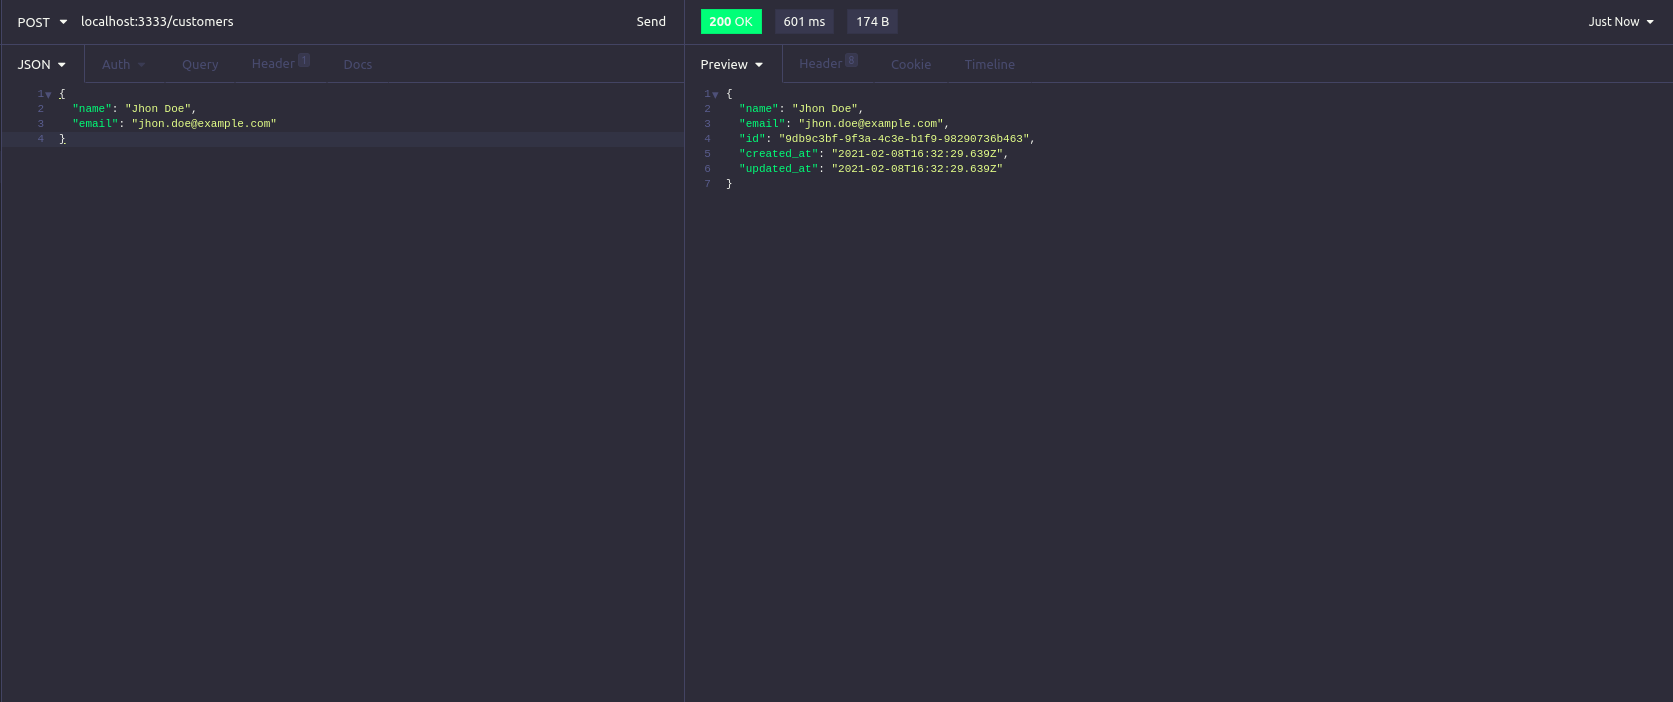 POST localhost:3333/customers Send
200 OK 601 ms 174 B Just Now
JSON Auth Query Header 1 Docs
Preview Header 8 Cookie Timeline
1 {
2 "name": "Jhon Doe",
3 "email": "jhon.doe@example.com"
4 }
1 {
2 "name": "Jhon Doe",
3 "email": "jhon.doe@example.com",
4 "id": "9db9c3bf-9f3a-4c3e-b1f9-98290736b463",
5 "created_at": "2021-02-08T16:32:29.639Z",
6 "updated_at": "2021-02-08T16:32:29.639Z"
7 }